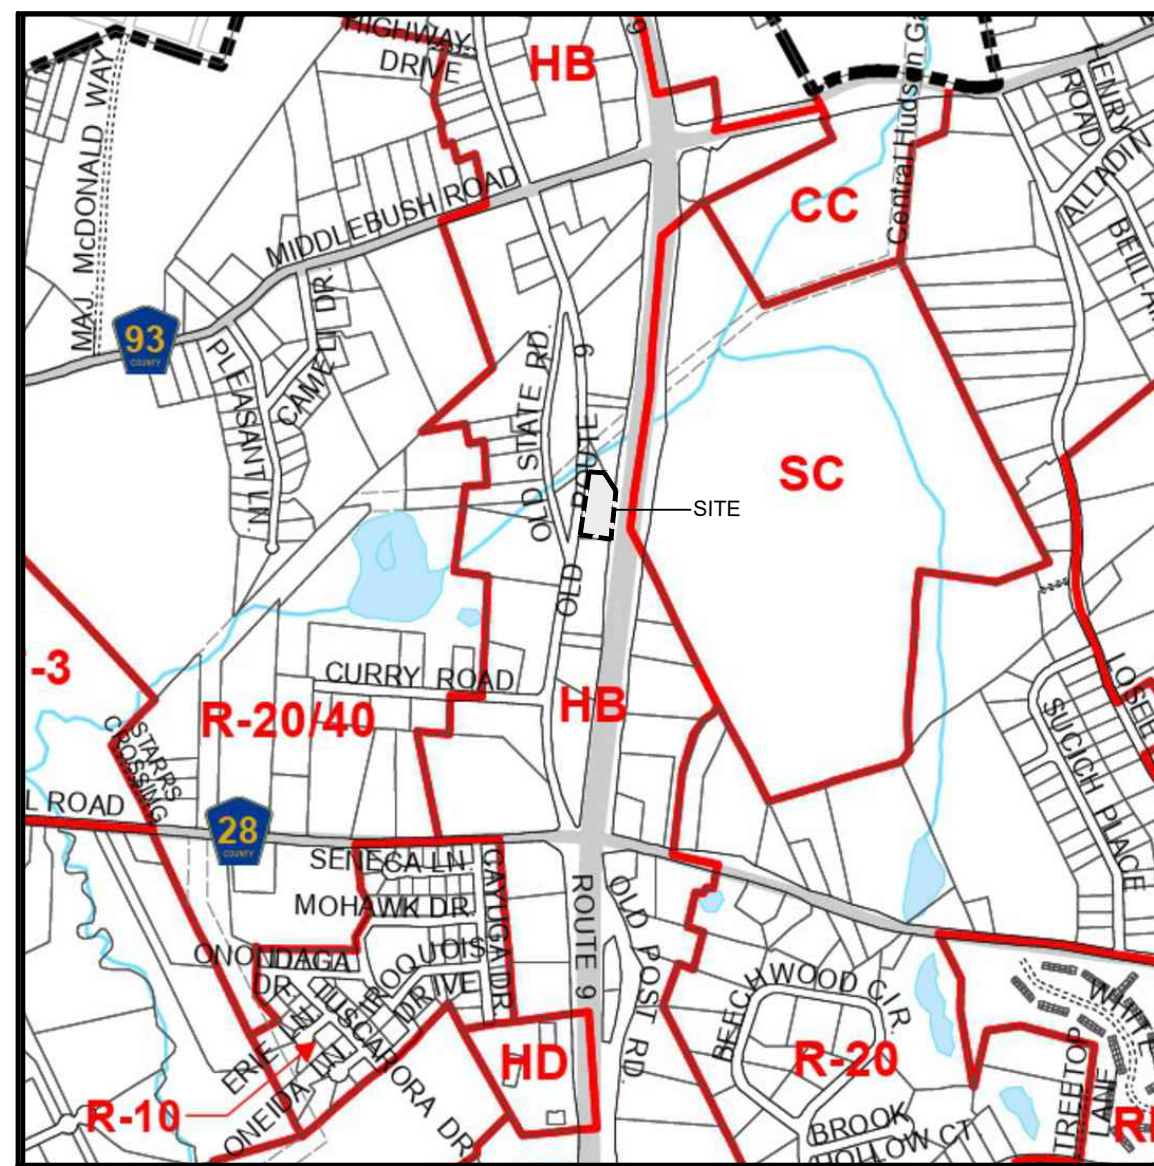 HIGHWAY
DRIVE
HB
9
Central Hudson Ga
HENRY
ROAD
ALLADIN
MAJ. McDONALD WAY
MIDDLEBUSH ROAD
CC
93
COUNTY
PLEASANT LN.
CAMELI DR.
OLD STATE RD.
OLD ROUTE 9
SC
SITE
-3
CURRY ROAD
R-20/40
HB
STARRS
CROSSING
L ROAD
28
COUNTY
SUCICH PLACE
SENECA LN.
MOHAWK DR.
CAYUGA DR.
ONONDAGA
DR.
IROQUOIS
DRIVE
ROUTE 9
OLD POST RD.
BEECHWOOD CIR.
WHITE
ERIE LN.
TUSCARORA DR.
ONEIDA LN.
HD
R-20
R-10
TREETOP
LANE
BROOK
HOLLOW CT.